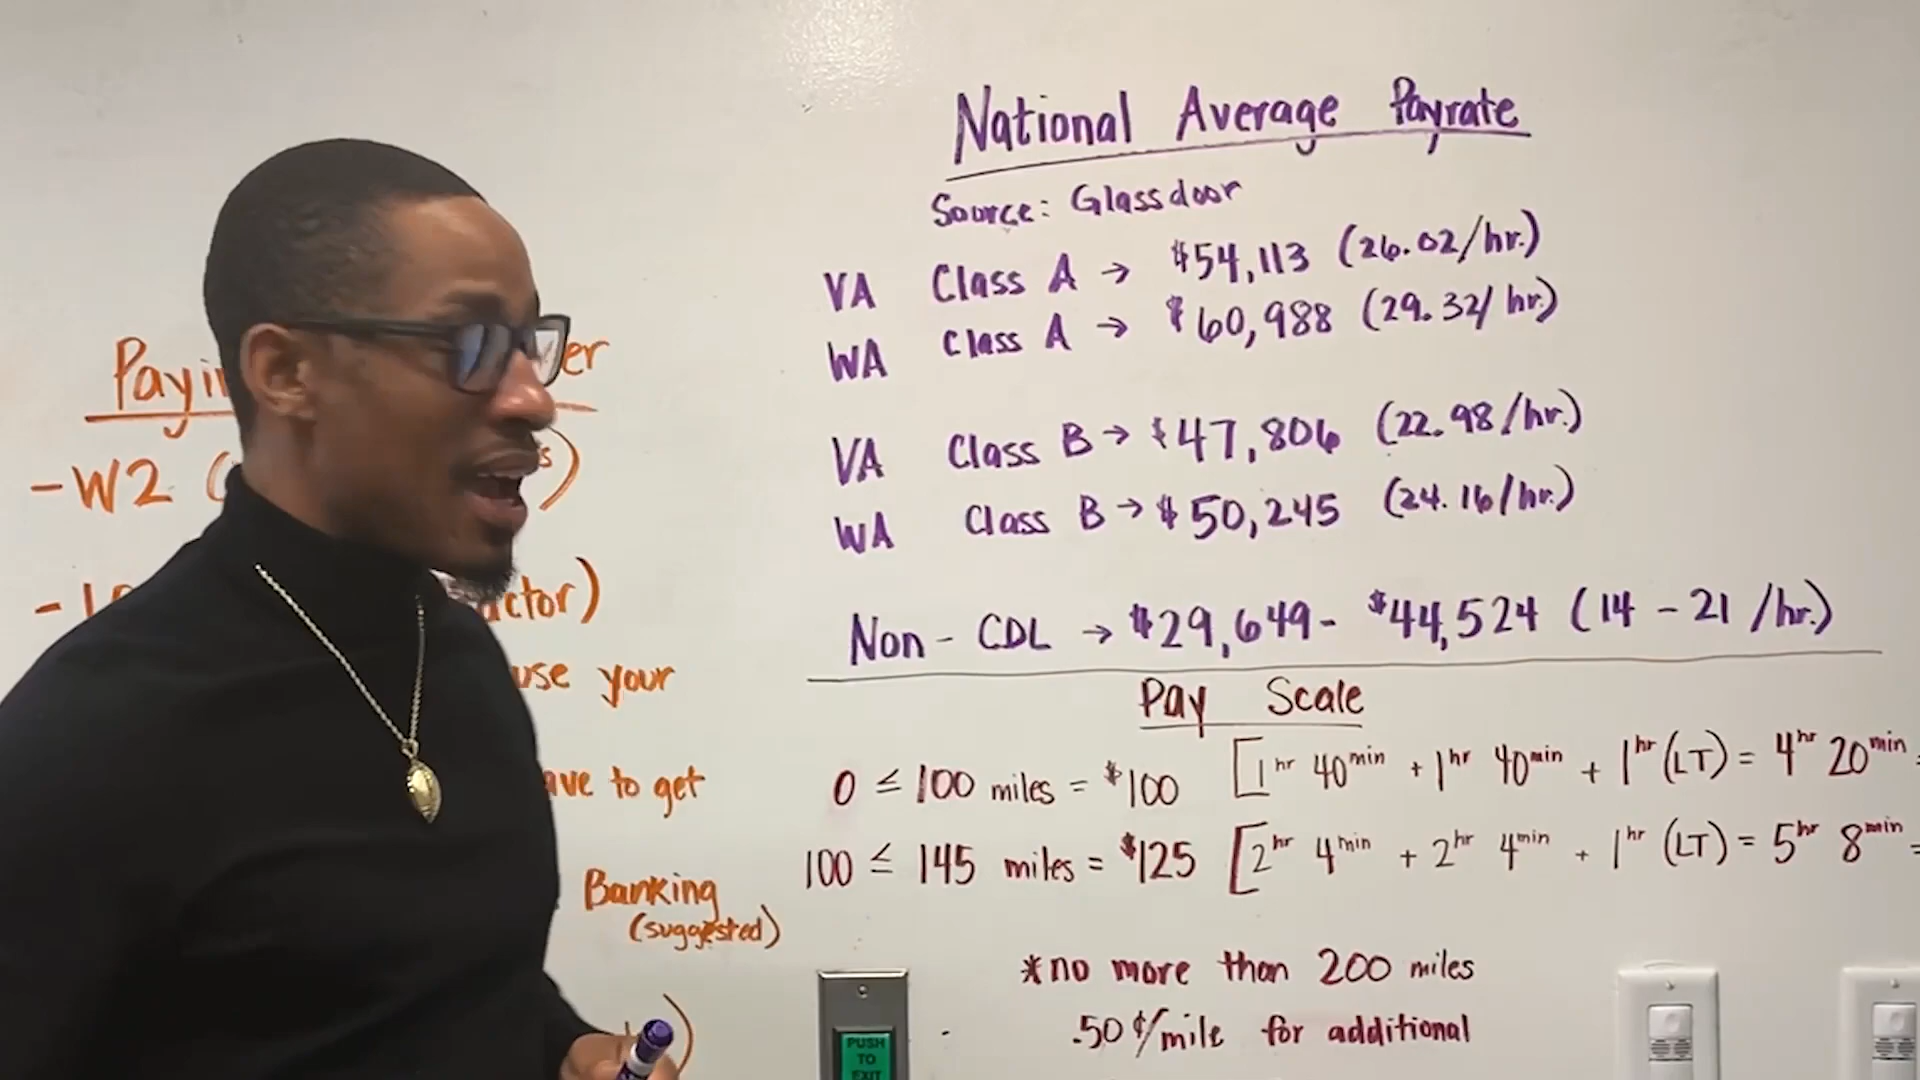 National Average Payrate
Source: Glassdoor
VA Class A → $54,113 (26.02/hr.)
WA Class A → $60,988 (29.32/hr.)
VA Class B → $47,806 (22.98/hr.)
WA Class B → $50,245 (24.16/hr.)
Non-CDL → $29,649 - $44,524 (14 - 21 /hr.)
Pay Scale
0 ≤ 100 miles = $100 [1hr 40min + 1hr 40min + 1hr (LT) = 4hr 20min =
100 ≤ 145 miles = $125 [2hr 4min + 2hr 4min + 1hr (LT) = 5hr 8min =
*no more than 200 miles
.50¢/mile for additional
- W2 (
use your
to get
Banking
(suggested)
PUSH
TO
EXIT